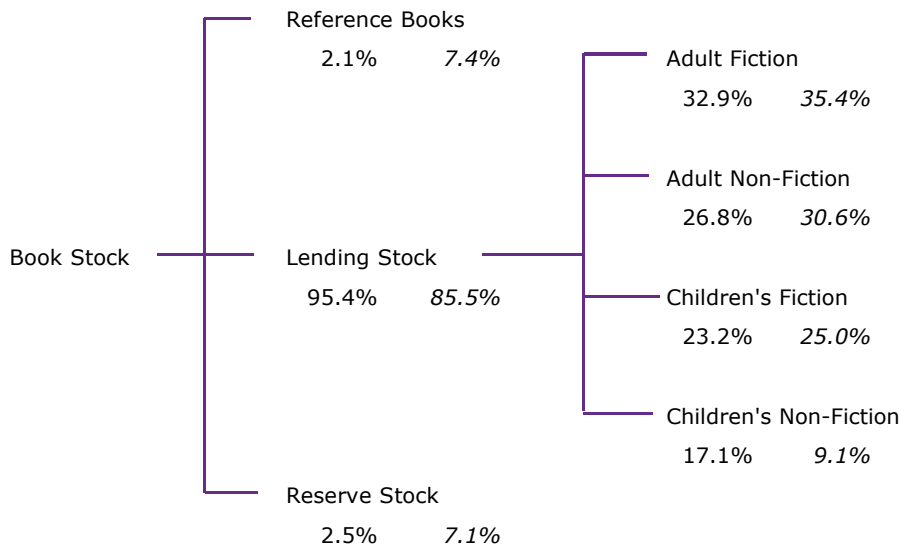 Reference Books
2.1% 7.4%
Adult Fiction
32.9% 35.4%
Adult Non-Fiction
26.8% 30.6%
Book Stock
Lending Stock
95.4% 85.5%
Children's Fiction
23.2% 25.0%
Children's Non-Fiction
17.1% 9.1%
Reserve Stock
2.5% 7.1%